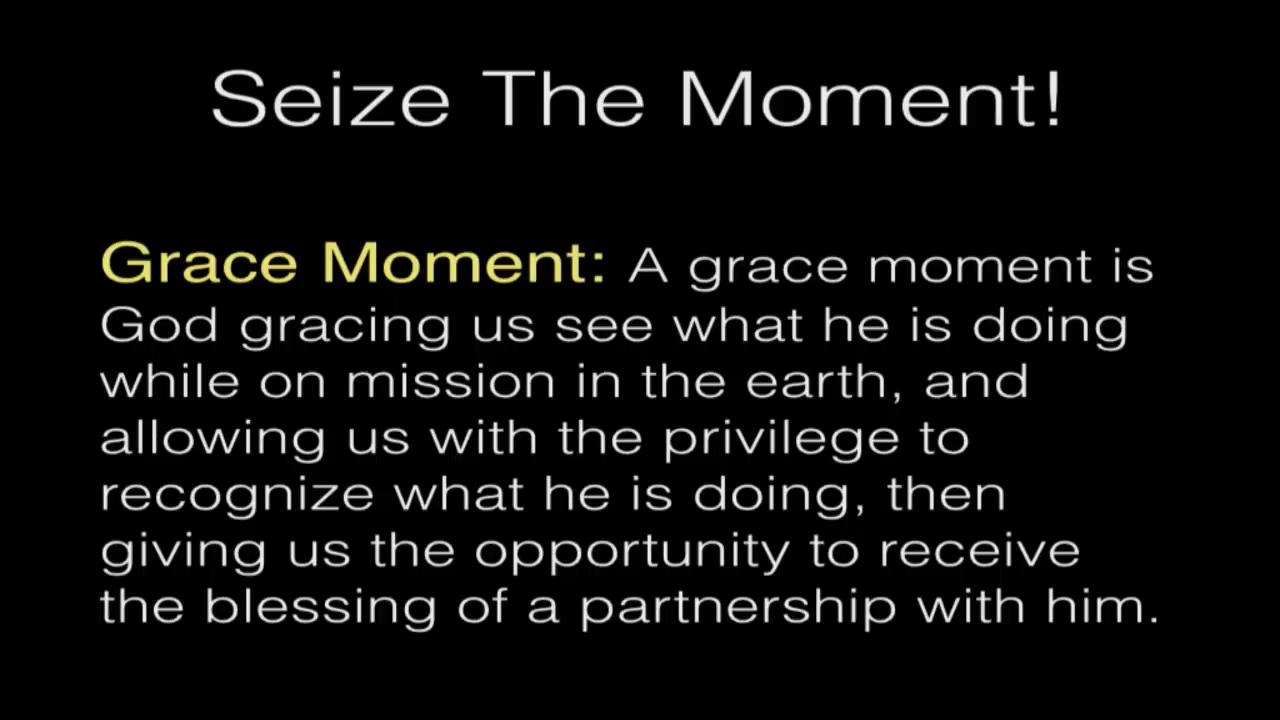 Seize The Moment!
Grace Moment: A grace moment is
God gracing us see what he is doing
while on mission in the earth, and
allowing us with the privilege to
recognize what he is doing, then
giving us the opportunity to receive
the blessing of a partnership with him.